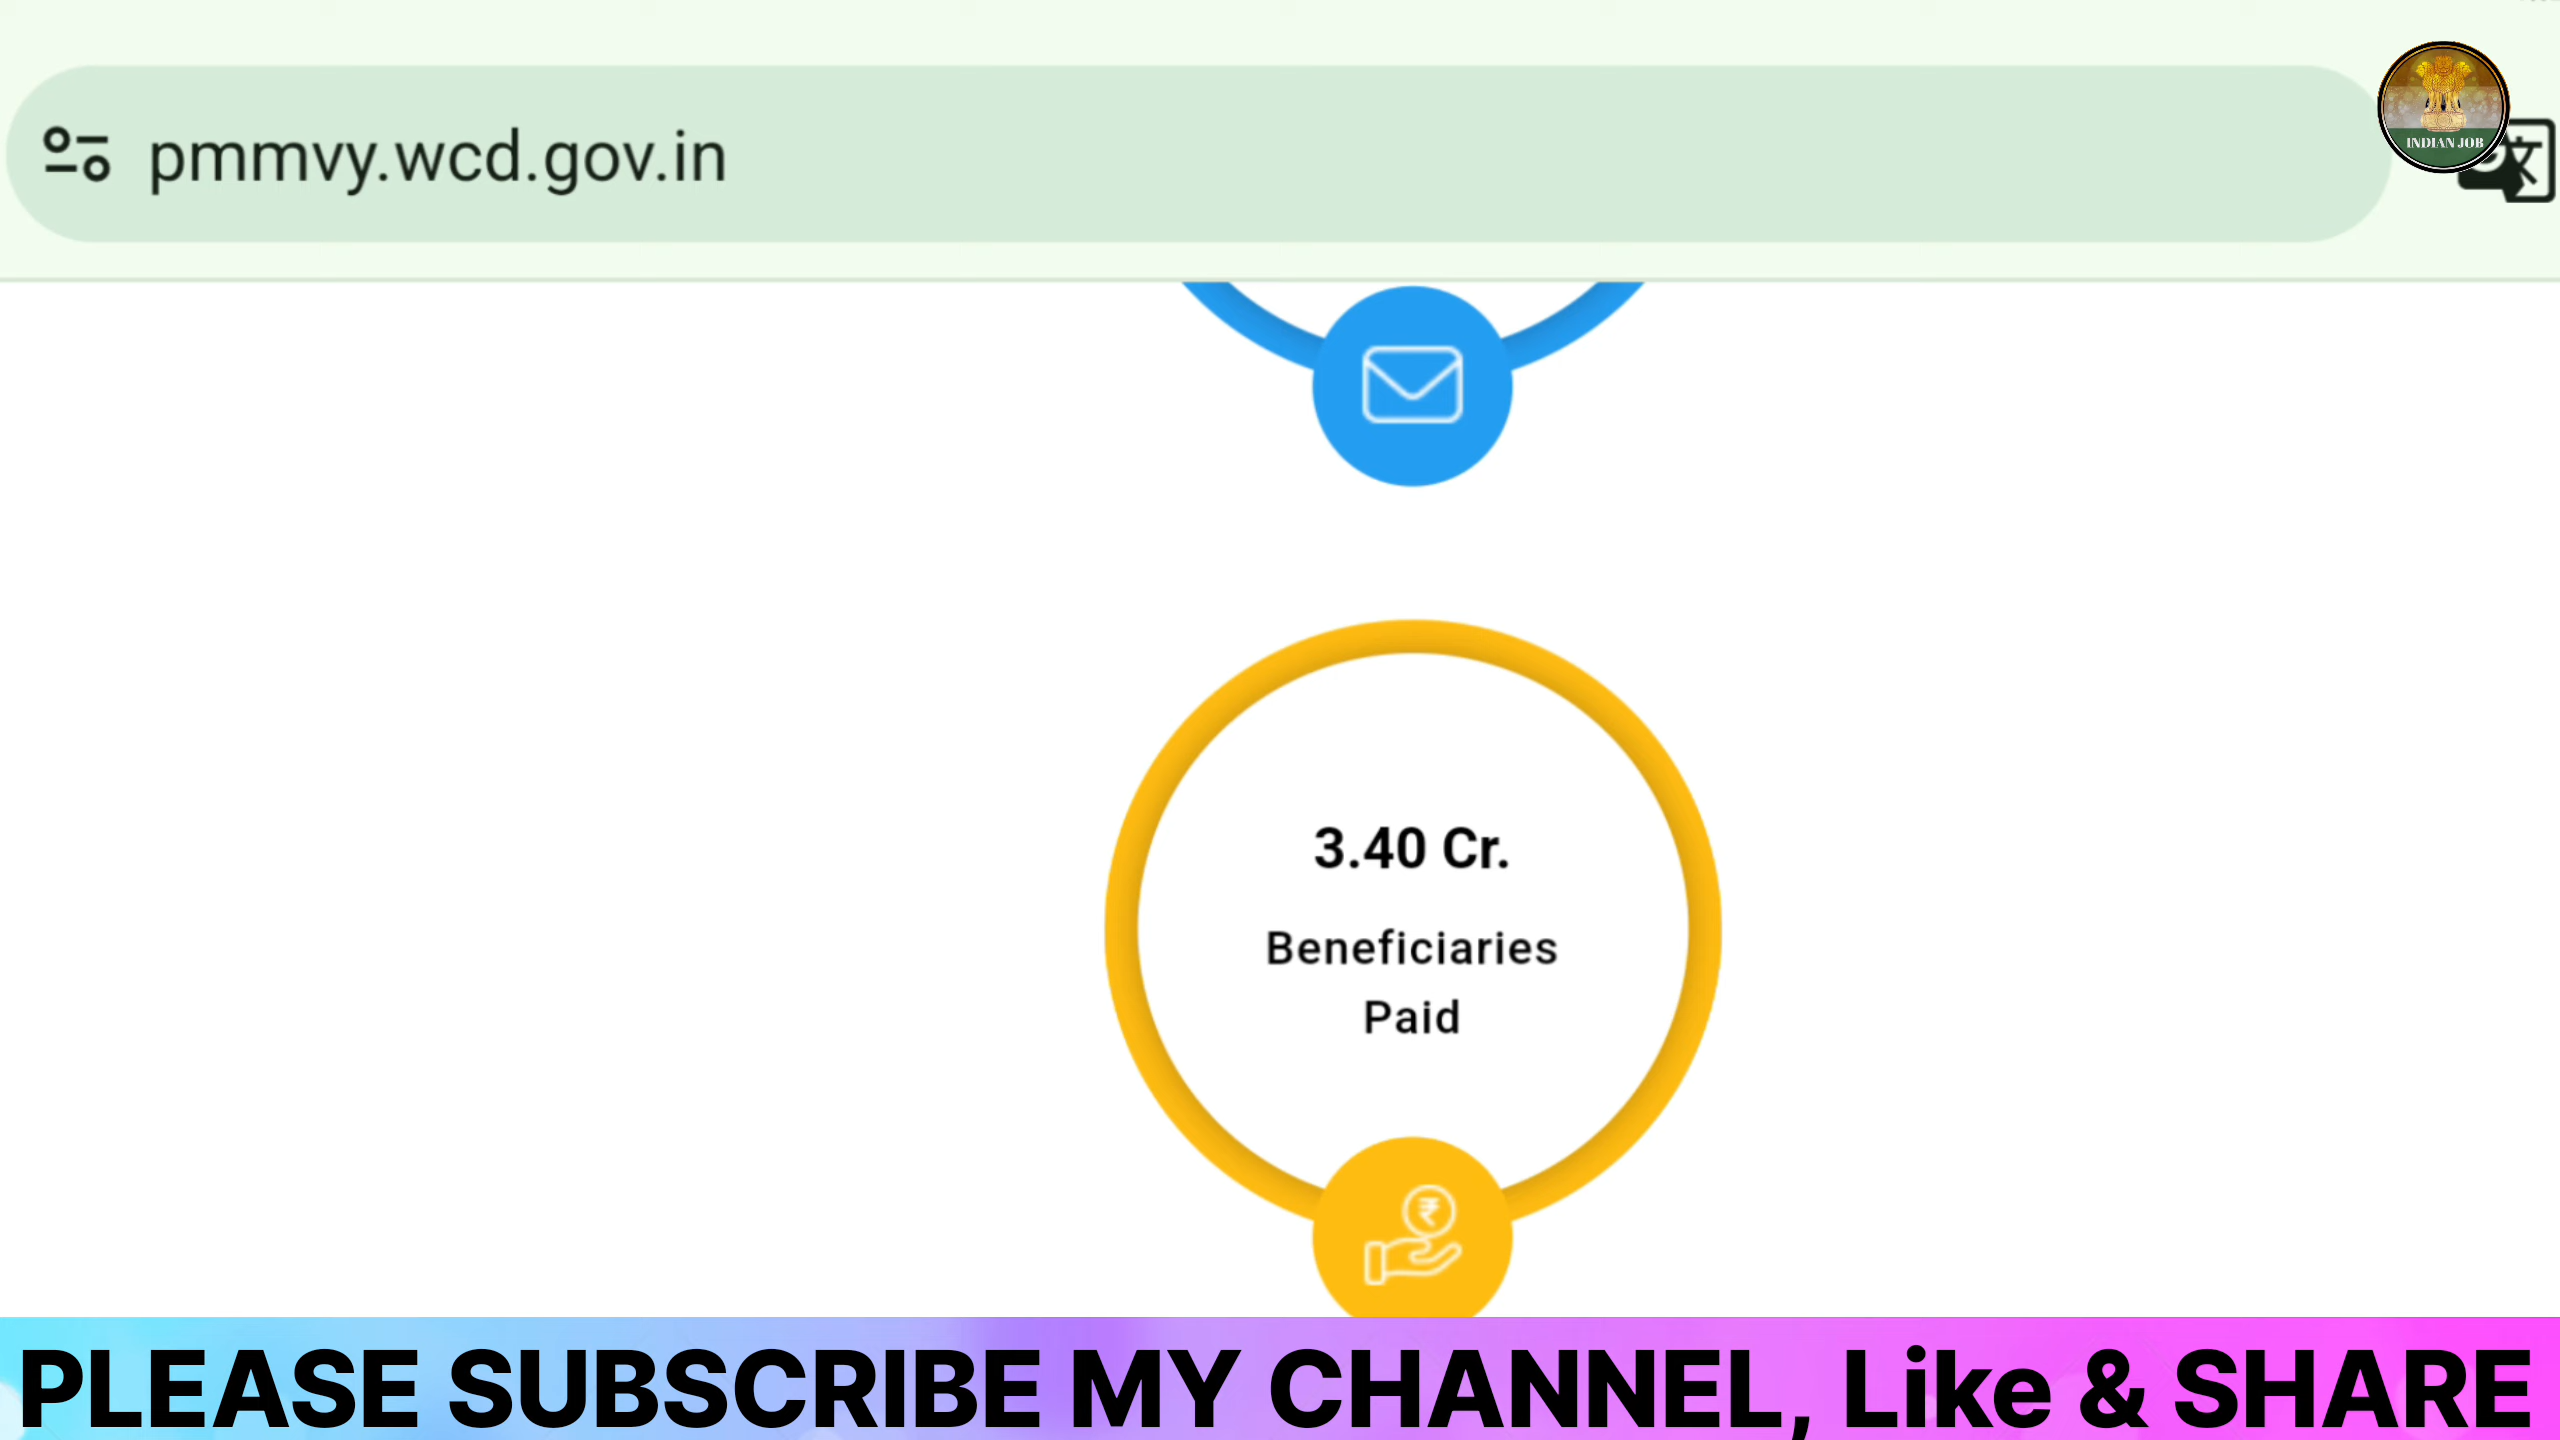 pmmvy.wcd.gov.in
INDIAN JOB
3.40 Cr.
Beneficiaries
Paid
₹
PLEASE SUBSCRIBE MY CHANNEL, Like & SHARE